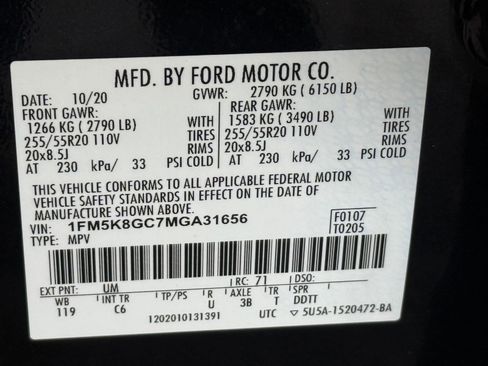 MFD. BY FORD MOTOR CO.
DATE: 10/20 GVWR: 2790 KG ( 6150 LB)
FRONT GAWR: REAR GAWR:
1266 KG ( 2790 LB) WITH 1583 KG ( 3490 LB) WITH
255/55R20 110V TIRES 255/55R20 110V TIRES
20x8.5J RIMS 20x8.5J RIMS
AT 230 kPa/ 33 PSI COLD AT 230 kPa/ 33 PSI COLD
THIS VEHICLE CONFORMS TO ALL APPLICABLE FEDERAL MOTOR
VEHICLE SAFETY STANDARDS IN EFFECT ON THE DATE OF
MANUFACTURE SHOWN ABOVE.
VIN: 1FM5K8GC7MGA31656 F0107
TYPE: MPV T0205
EXT PNT: UM RC: 71 DSO:
WB INT TR TP/PS R AXLE TR SPR
119 C6 U 3B T DDTT
1202010131391 UTC ▽ 5U5A-1520472-BA